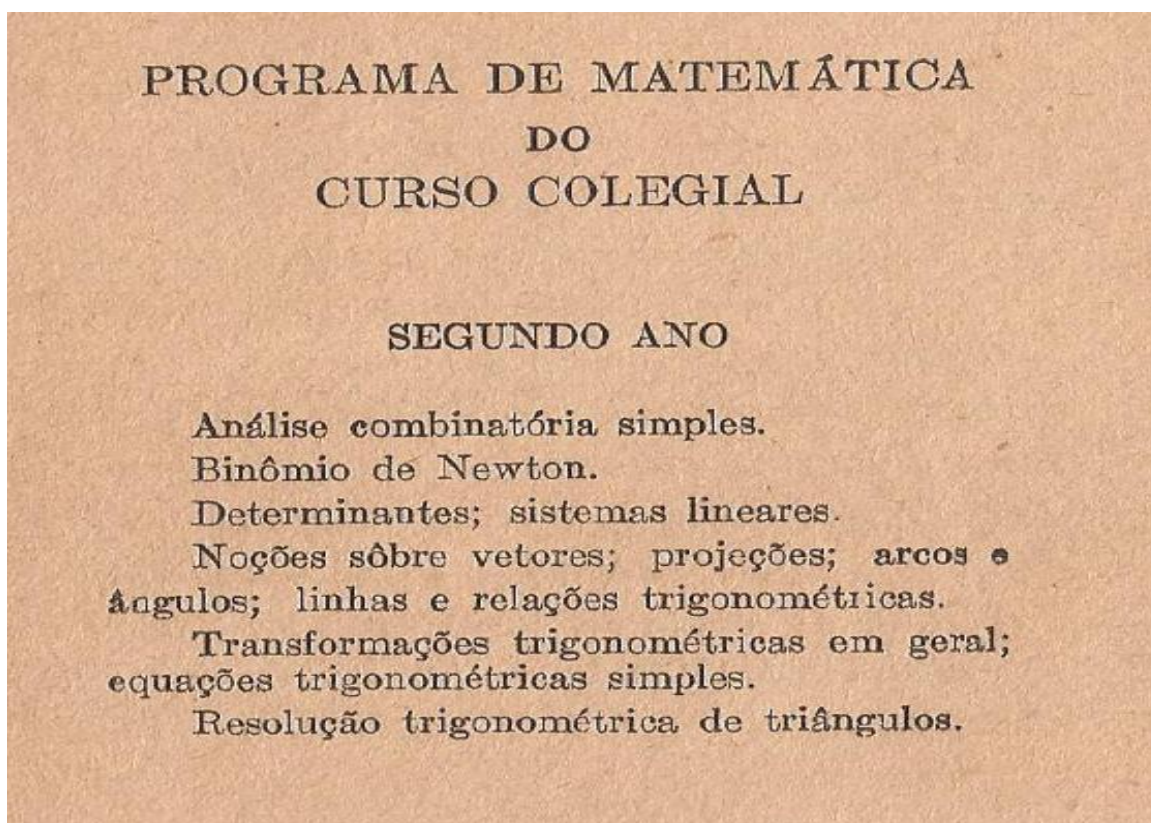 PROGRAMA DE MATEMÁTICA
DO
CURSO COLEGIAL
SEGUNDO ANO
Análise combinatória simples.
Binômio de Newton.
Determinantes; sistemas lineares.
Noções sôbre vetores; projeções; arcos e
ângulos; linhas e relações trigonométricas.
Transformações trigonométricas em geral;
equações trigonométricas simples.
Resolução trigonométrica de triângulos.